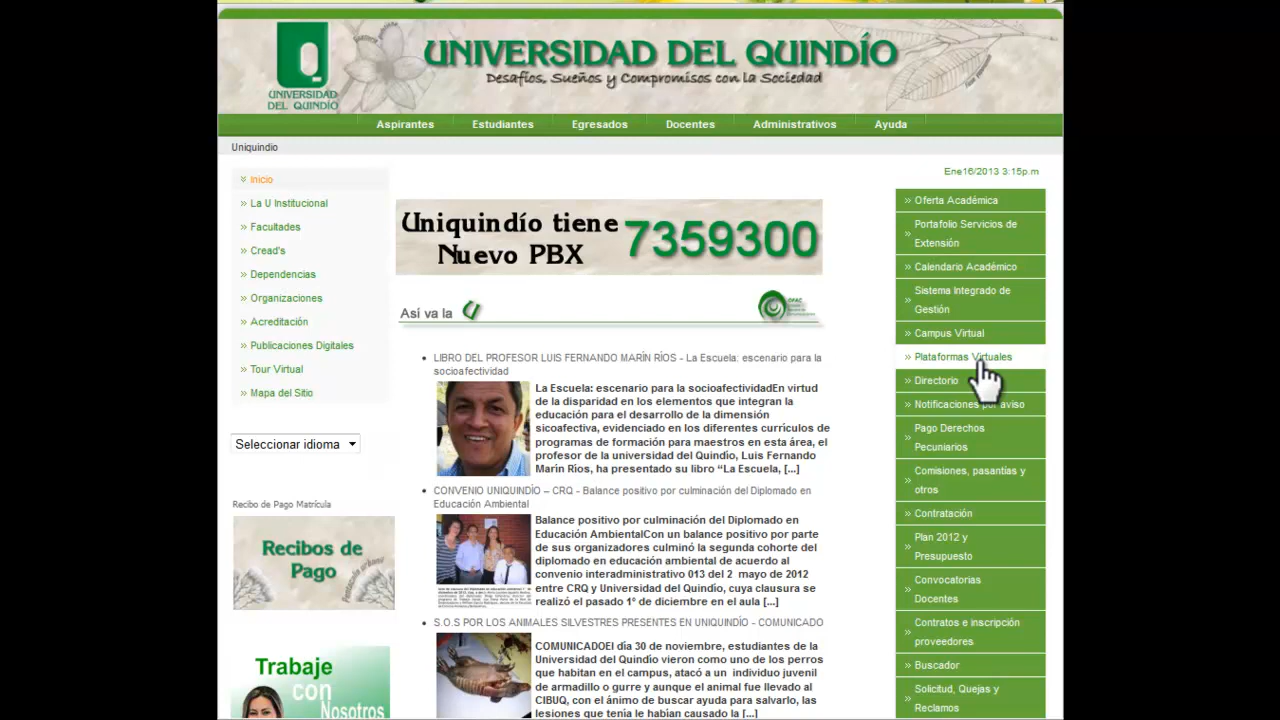 UNIVERSIDAD DEL QUINDÍO
Desafíos, Sueños y Compromisos con la Sociedad
UNIVERSIDAD
DEL QUINDÍO
Aspirantes Estudiantes Egresados Docentes Administrativos Ayuda
Uniquindio
Ene16/2013 3:15p.m
Inicio
La U Institucional
Facultades
Cread's
Dependencias
Organizaciones
Acreditación
Publicaciones Digitales
Tour Virtual
Mapa del Sitio
Seleccionar idioma
Recibo de Pago Matrícula
Recibos de
Pago
Trabaje
con
Nosotros
Uniquindío tiene
Nuevo PBX
7359300
Así va la
LIBRO DEL PROFESOR LUIS FERNANDO MARÍN RÍOS - La Escuela: escenario para la
socioafectividad
La Escuela: escenario para la socioafectividadEn virtud
de la disparidad en los elementos que integran la
educación para el desarrollo de la dimensión
sicoafectiva, evidenciado en los diferentes currículos de
programas de formación para maestros en esta área, el
profesor de la universidad del Quindío, Luis Fernando
Marín Ríos, ha presentado su libro “La Escuela, [...]
CONVENIO UNIQUINDÍO – CRQ - Balance positivo por culminación del Diplomado en
Educación Ambiental
Balance positivo por culminación del Diplomado en
Educación AmbientalCon un balance positivo por parte
de sus organizadores culminó la segunda cohorte del
diplomado en educación ambiental de acuerdo al
convenio interadministrativo 013 del 2 mayo de 2012
entre CRQ y Universidad del Quindío, cuya clausura se
realizó el pasado 1º de diciembre en el aula [...]
S.O.S POR LOS ANIMALES SILVESTRES PRESENTES EN UNIQUINDÍO - COMUNICADO
COMUNICADOEl día 30 de noviembre, estudiantes de la
Universidad del Quindío vieron como uno de los perros
que habitan en el campus, atacó a un individuo juvenil
de armadillo o gurre y aunque el animal fue llevado al
CIBUQ, con el ánimo de buscar ayuda para salvarlo, las
lesiones que tenía le habían causado la [...]
Oferta Académica
Portafolio Servicios de
Extensión
Calendario Académico
Sistema Integrado de
Gestión
Campus Virtual
Plataformas Virtuales
Directorio
Notificaciones por aviso
Pago Derechos
Pecuniarios
Comisiones, pasantías y
otros
Contratación
Plan 2012 y
Presupuesto
Convocatorias
Docentes
Contratos e inscripción
proveedores
Buscador
Solicitud, Quejas y
Reclamos